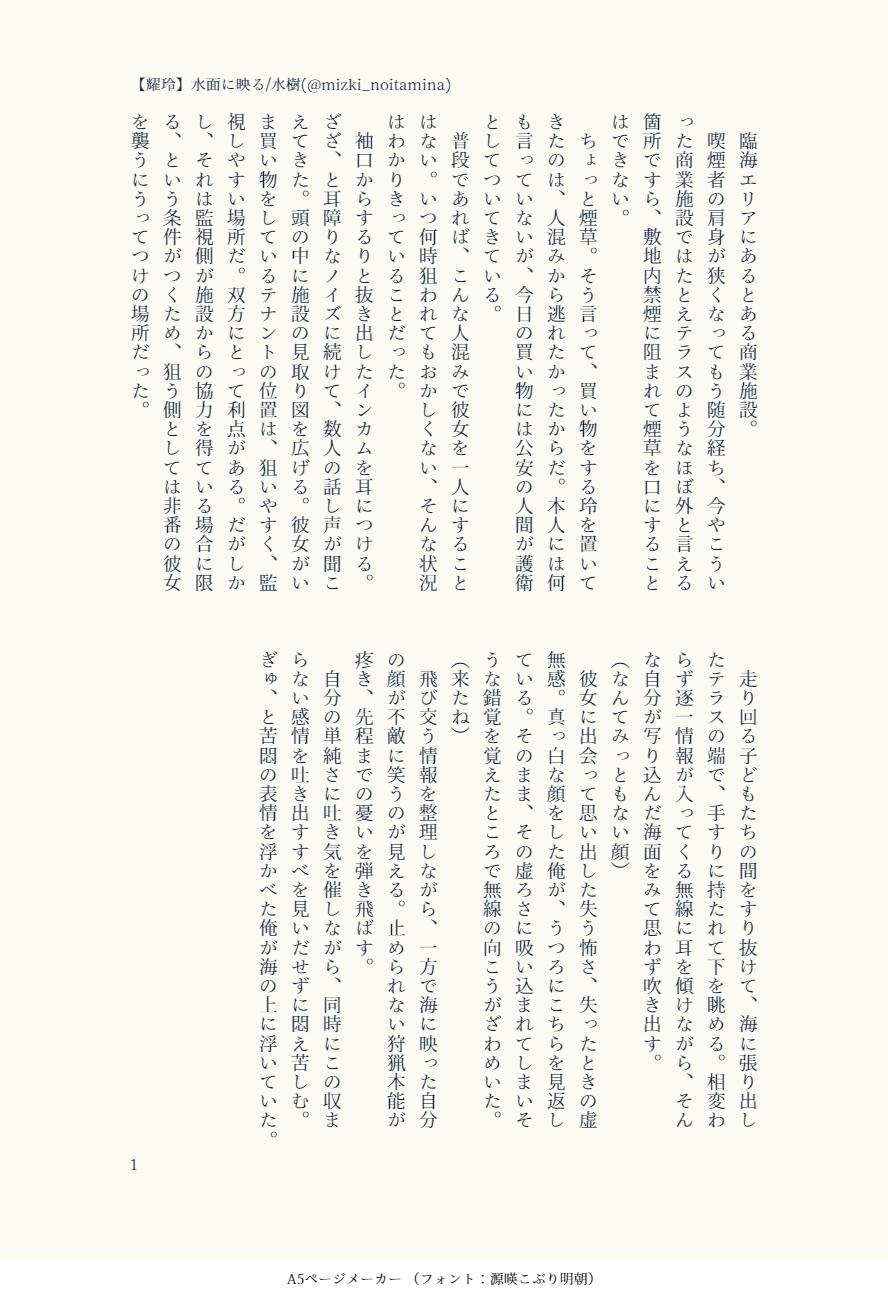 【耀玲】水面に映る/水樹(@mizki_noitamina)
　臨海エリアにあるとある商業施設。
　喫煙者の肩身が狭くなってもう随分経ち、今やこうい
った商業施設ではたとえテラスのようなほぼ外と言える
箇所ですら、敷地内禁煙に阻まれて煙草を口にすること
はできない。
　ちょっと煙草。そう言って、買い物をする玲を置いて
きたのは、人混みから逃れたかったからだ。本人には何
も言っていないが、今日の買い物には公安の人間が護衛
としてついてきている。
　普段であれば、こんな人混みで彼女を一人にすること
はない。いつ何時狙われてもおかしくない、そんな状況
はわかりきっていることだった。
　袖口からするりと抜き出したインカムを耳につける。
ざざ、と耳障りなノイズに続けて、数人の話し声が聞こ
えてきた。頭の中に施設の見取り図を広げる。彼女がい
ま買い物をしているテナントの位置は、狙いやすく、監
視しやすい場所だ。双方にとって利点がある。だがしか
し、それは監視側が施設からの協力を得ている場合に限
る、という条件がつくため、狙う側としては非番の彼女
を襲うにうってつけの場所だった。
　走り回る子どもたちの間をすり抜けて、海に張り出し
たテラスの端で、手すりに持たれて下を眺める。相変わ
らず逐一情報が入ってくる無線に耳を傾けながら、そん
な自分が写り込んだ海面をみて思わず吹き出す。
（なんてみっともない顔）
　彼女に出会って思い出した失う怖さ、失ったときの虚
無感。真っ白な顔をした俺が、うつろにこちらを見返し
ている。そのまま、その虚ろさに吸い込まれてしまいそ
うな錯覚を覚えたところで無線の向こうがざわめいた。
（来たね）
　飛び交う情報を整理しながら、一方で海に映った自分
の顔が不敵に笑うのが見える。止められない狩猟本能が
疼き、先程までの憂いを弾き飛ばす。
　自分の単純さに吐き気を催しながら、同時にこの収ま
らない感情を吐き出すすべを見いだせずに悶え苦しむ。
ぎゅ、と苦悶の表情を浮かべた俺が海の上に浮いていた。
1
A5ページメーカー （フォント：源暎こぶり明朝）